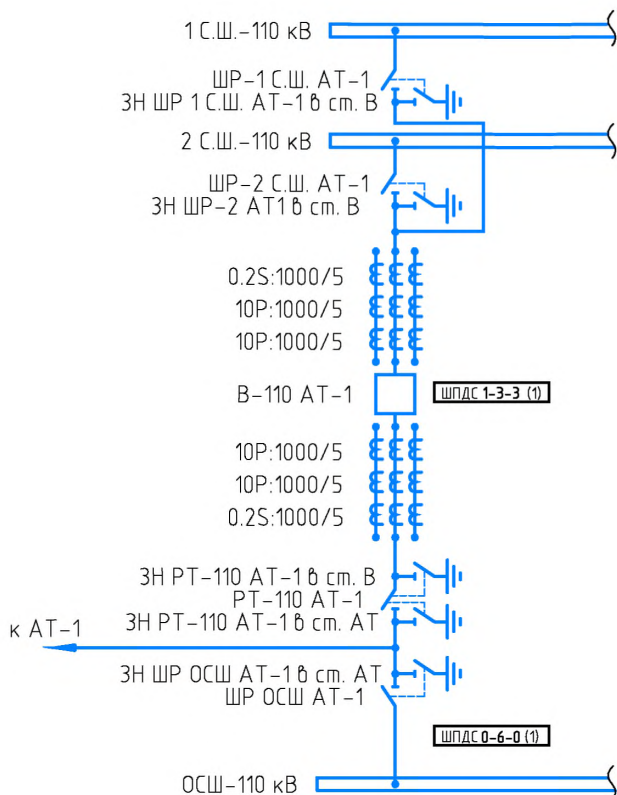 1 С.Ш.-110 кВ
ШР-1 С.Ш. АТ-1
ЗН ШР 1 С.Ш. АТ-1 в ст. В
2 С.Ш.-110 кВ
ШР-2 С.Ш. АТ-1
ЗН ШР-2 АТ1 в ст. В
0.2S:1000/5
10Р:1000/5
10Р:1000/5
В-110 АТ-1
ШПДС 1-3-3 (1)
10Р:1000/5
10Р:1000/5
0.2S:1000/5
ЗН РТ-110 АТ-1 в ст. В
РТ-110 АТ-1
ЗН РТ-110 АТ-1 в ст. АТ
к АТ-1
ЗН ШР ОСШ АТ-1 в ст. АТ
ШР ОСШ АТ-1
ШПДС 0-6-0 (1)
ОСШ-110 кВ